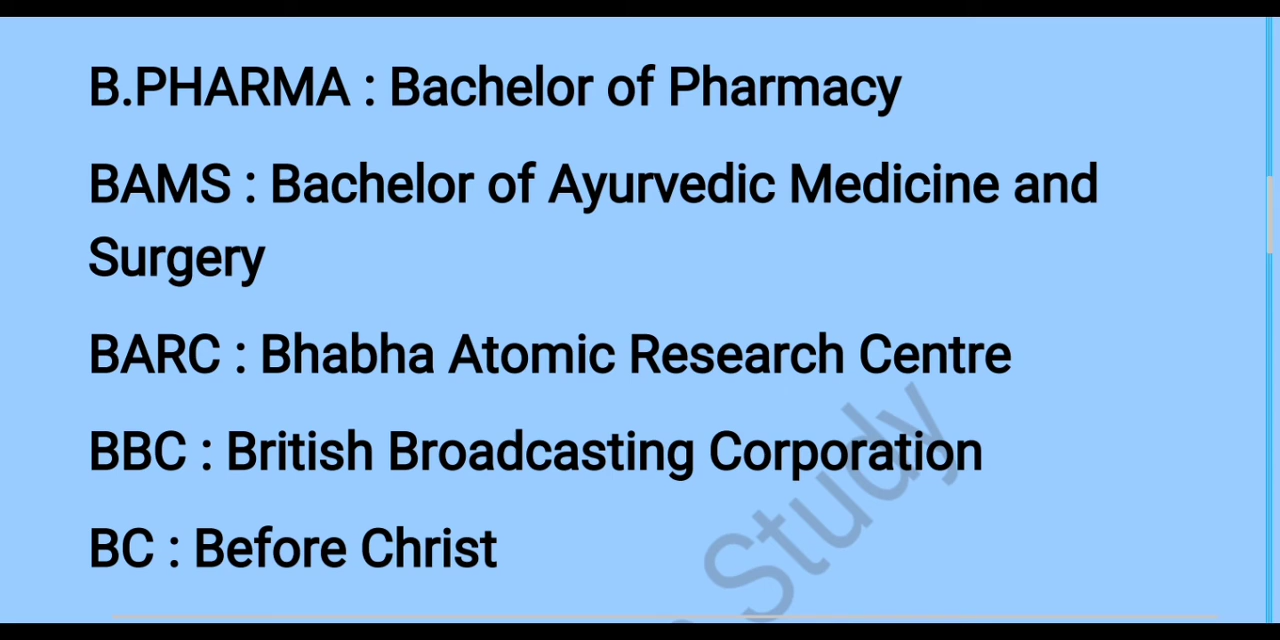 B.PHARMA : Bachelor of Pharmacy
BAMS : Bachelor of Ayurvedic Medicine and
Surgery
BARC : Bhabha Atomic Research Centre
BBC : British Broadcasting Corporation
BC : Before Christ
Study